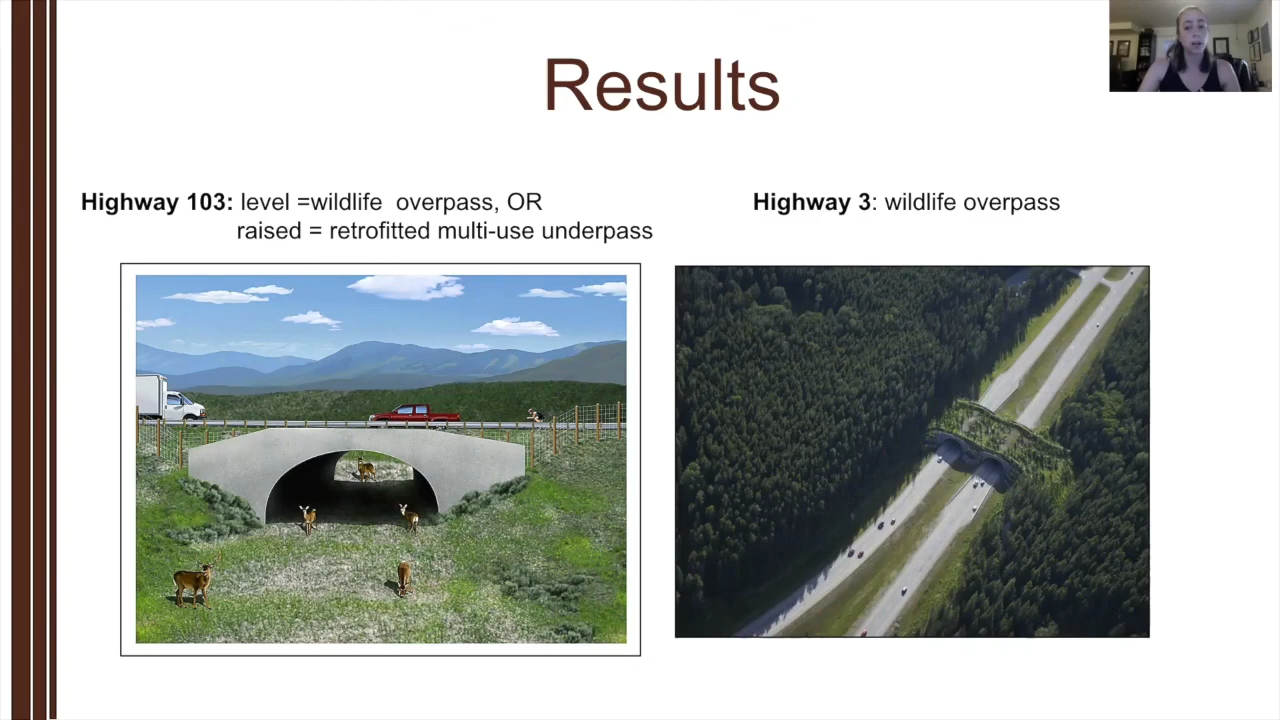 Results
Highway 103: level =wildlife  overpass, OR
raised = retrofitted multi-use underpass
Highway 3: wildlife overpass